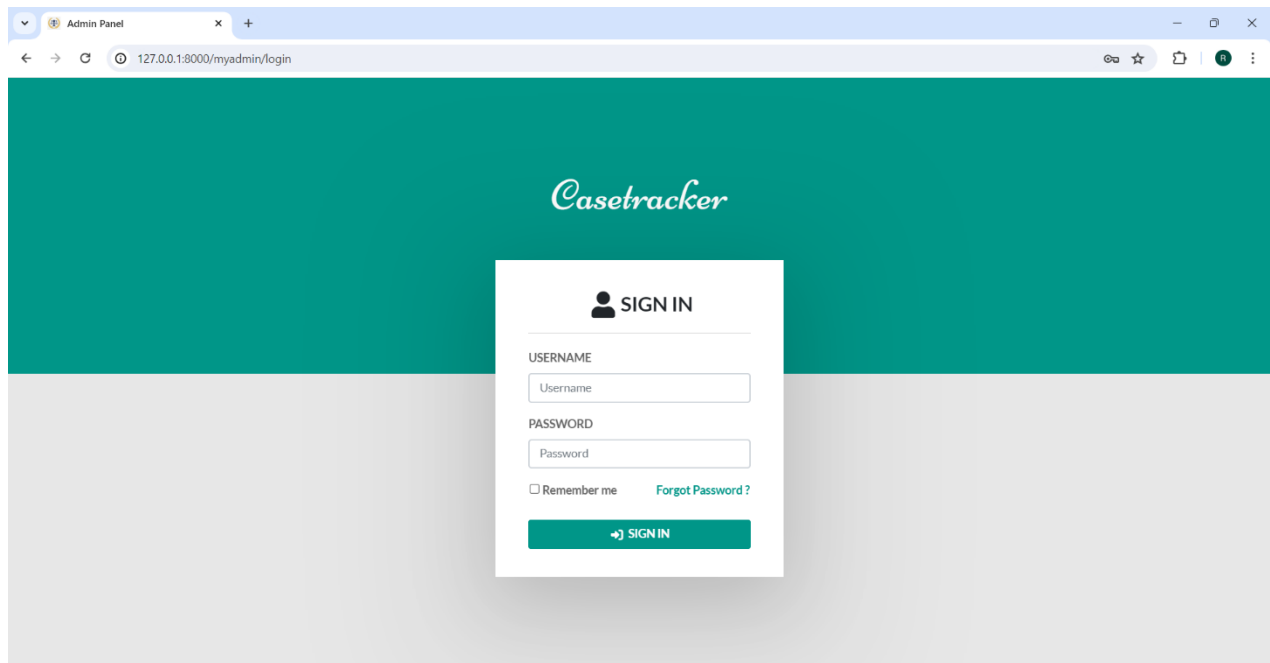 Admin Panel
127.0.0.1:8000/myadmin/login
R
Casetracker
SIGN IN
USERNAME
Username
PASSWORD
Password
Remember me Forgot Password ?
SIGN IN